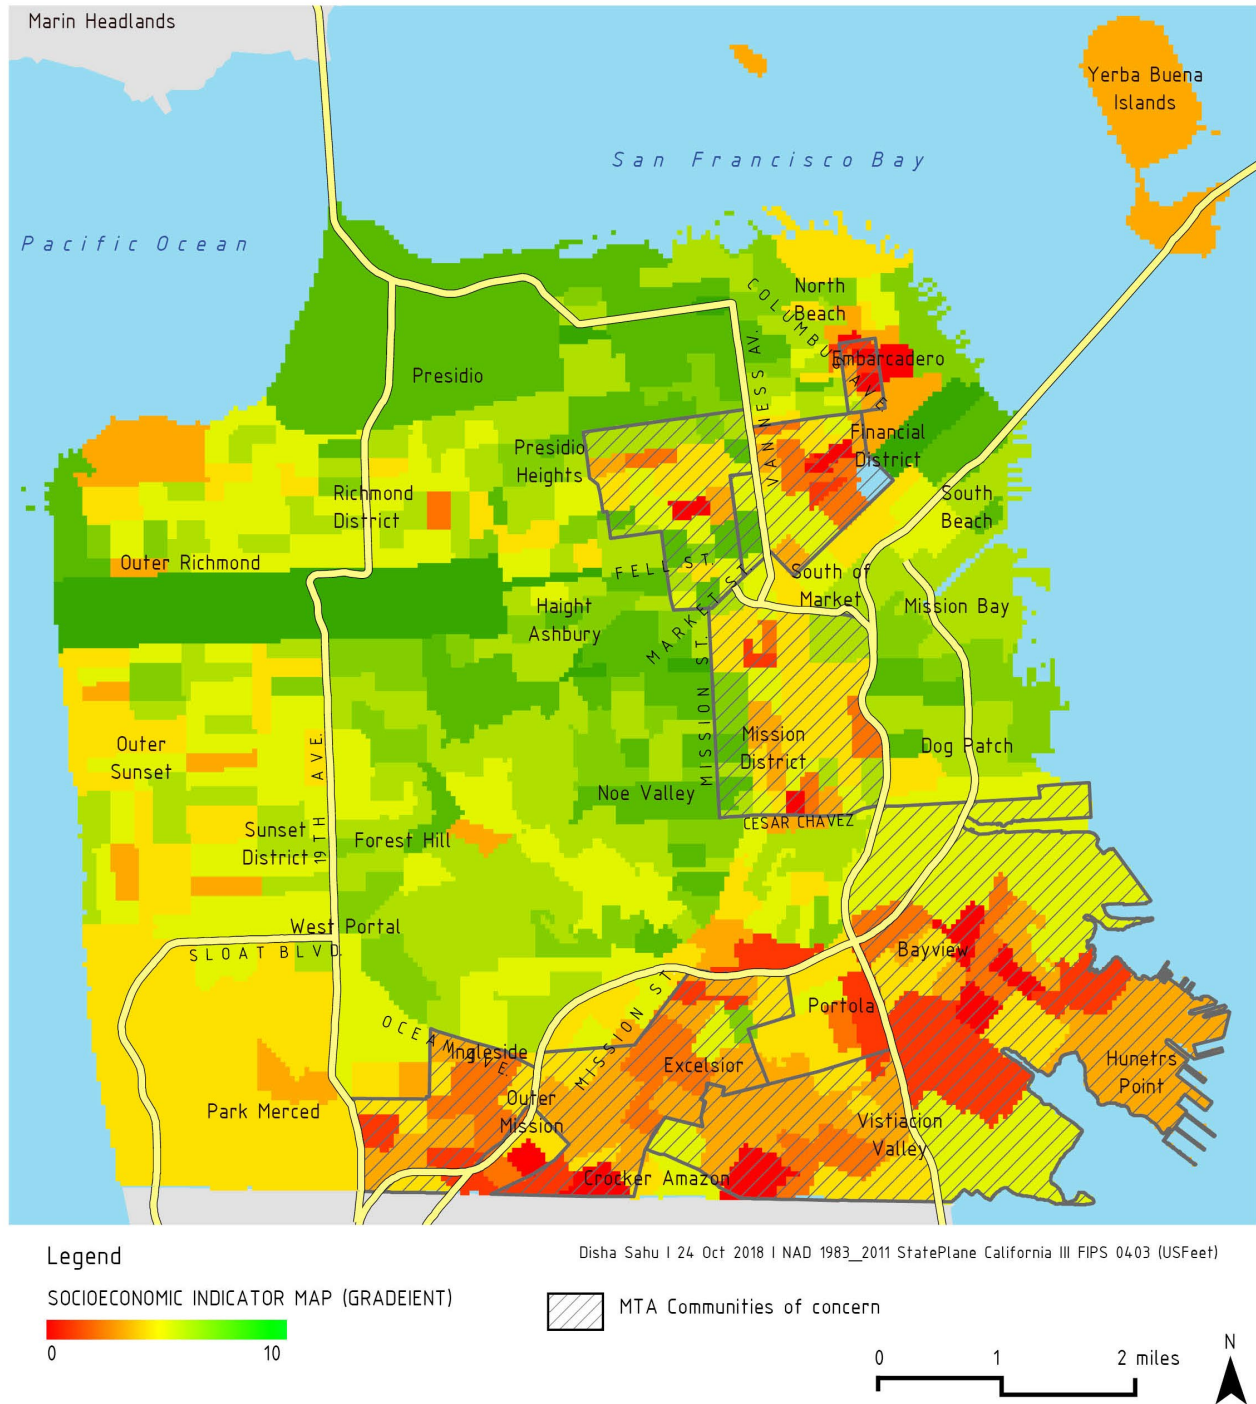 Marin Headlands
Yerba Buena
Islands
San Francisco Bay
Pacific Ocean
North
Beach
COLUMBUS AVE
Embarcadero
VANNESS AV.
Presidio
Financial
District
Presidio
Heights
Richmond
District
South
Beach
Outer Richmond
FELL ST.
South of
Market
MARKET ST
Haight
Ashbury
Mission Bay
MISSION ST.
Outer
Sunset
19TH AVE.
Mission
District
Dog Patch
Noe Valley
CESAR CHAVEZ
Sunset
District
Forest Hill
West Portal
SLOAT BLVD.
Bayview
Portola
OCEAN AVE.
Ingleside
MISSION ST
Excelsior
Hunetrs
Point
Outer
Mission
Park Merced
Vistiacion
Valley
Crocker Amazon
Legend
Disha Sahu | 24 Oct 2018 | NAD 1983_2011 StatePlane California III FIPS 0403 (USFeet)
SOCIOECONOMIC INDICATOR MAP (GRADEIENT)
MTA Communities of concern
0 10
0 1 2 miles
N